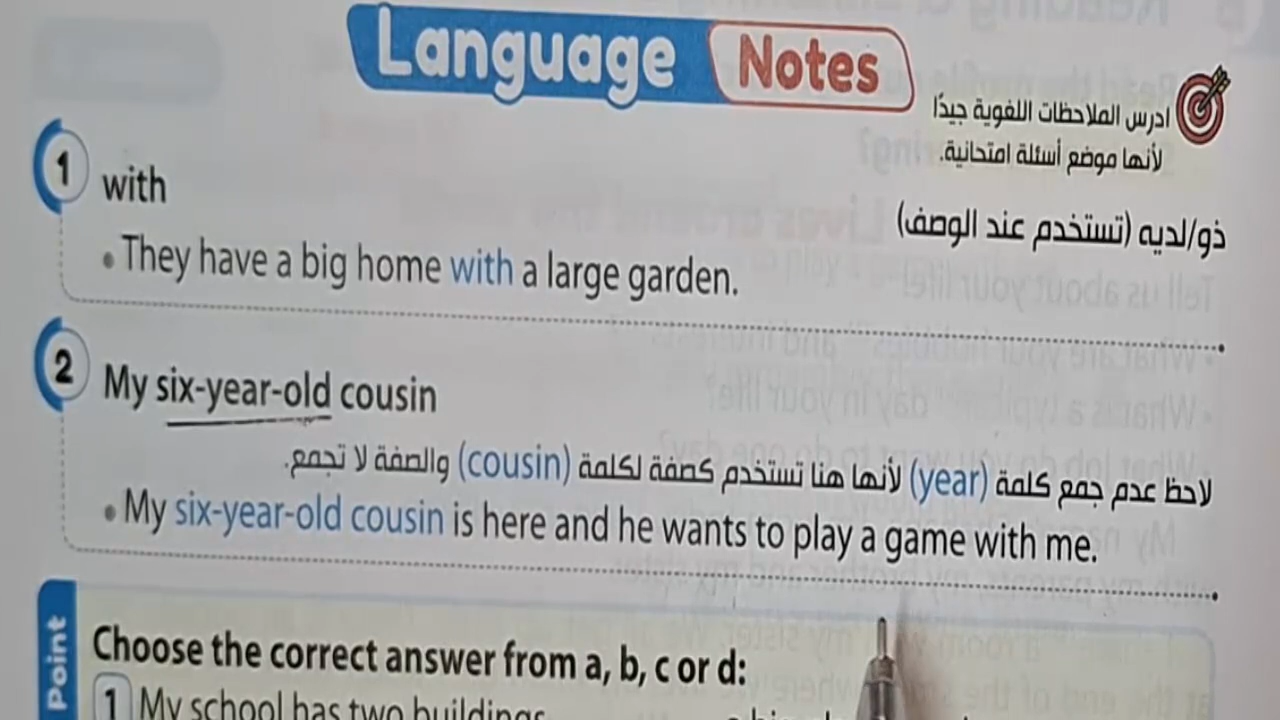 Language Notes
ادرس الملاحظات اللغوية جيدًا
لأنها موضع أسئلة امتحانية.
1 with
ذو/لديه (تستخدم عند الوصف)
• They have a big home with a large garden.
2 My six-year-old cousin
لاحظ عدم جمع كلمة (year) لأنها هنا تستخدم كصفة لكلمة (cousin) والصفة لا تجمع.
• My six-year-old cousin is here and he wants to play a game with me.
Point
Choose the correct answer from a, b, c or d:
1 My school has two buildings